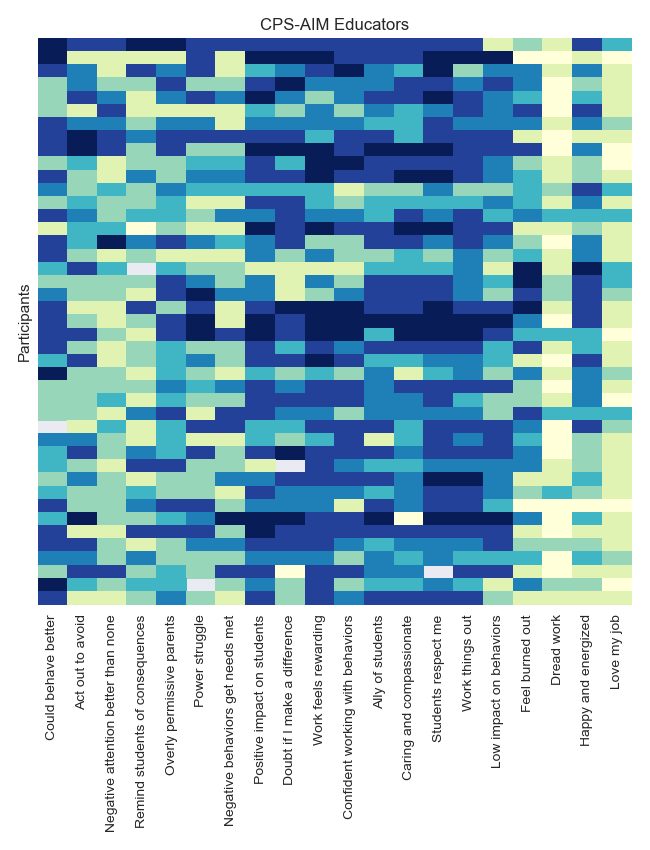 CPS-AIM Educators
Participants
Could behave better
Act out to avoid
Negative attention better than none
Remind students of consequences
Overly permissive parents
Power struggle
Negative behaviors get needs met
Positive impact on students
Doubt if I make a difference
Work feels rewarding
Confident working with behaviors
Ally of students
Caring and compassionate
Students respect me
Work things out
Low impact on behaviors
Feel burned out
Dread work
Happy and energized
Love my job